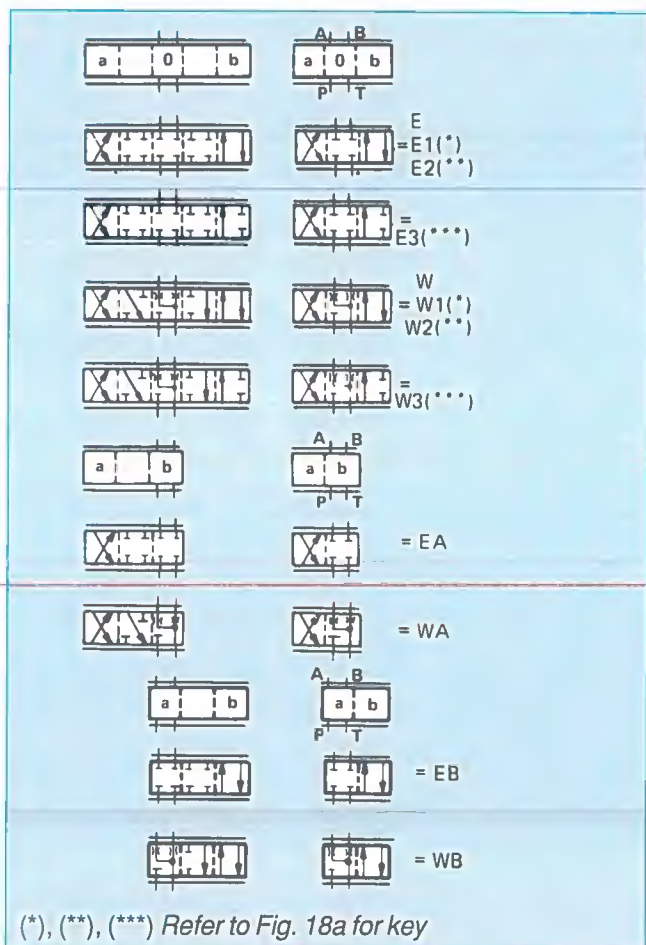 A B
a 0 b a 0 b
P T
E
= E1(*)
E2(**)
=
E3(***)
W
= W1(*)
W2(**)
=
W3(***)
A B
a b a b
P T
= EA
= WA
A B
a b a b
P T
= EB
= WB
(*), (**), (***) Refer to Fig. 18a for key